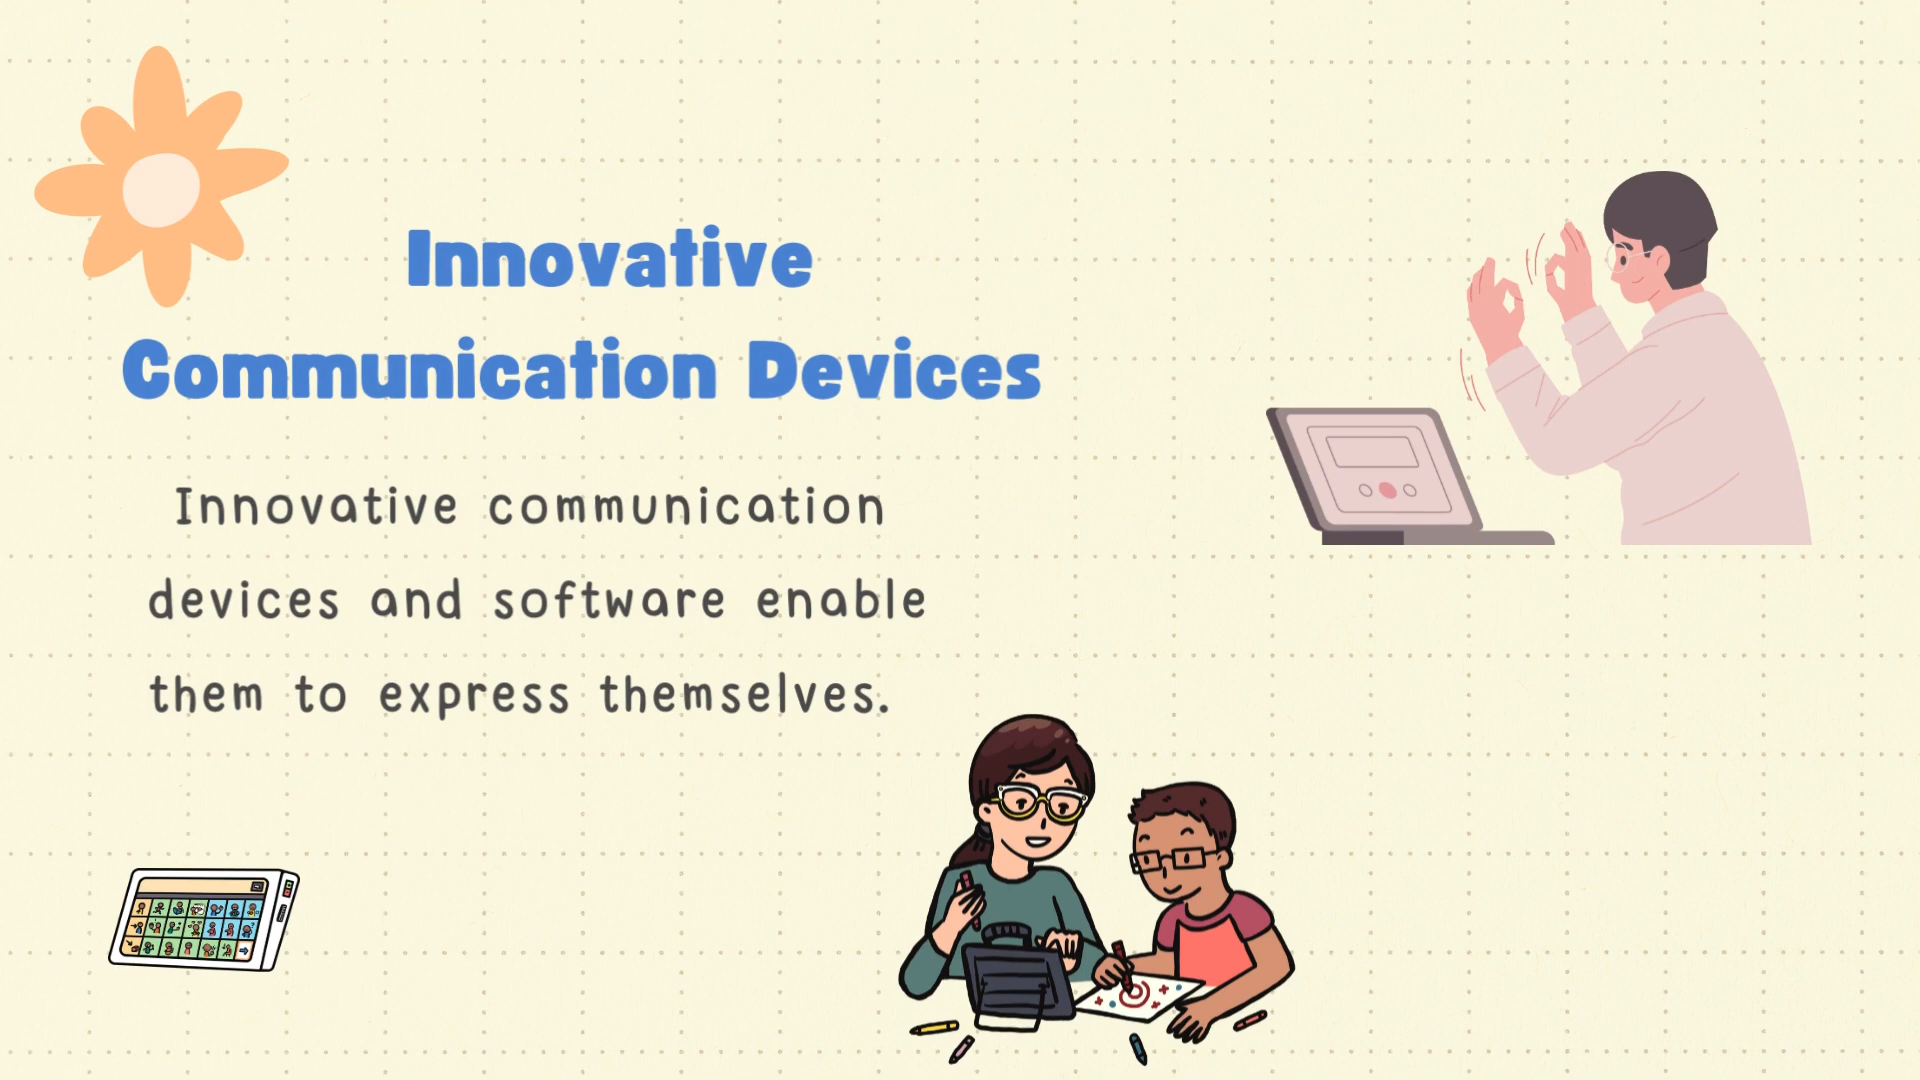 Innovative
Communication Devices
Innovative communication
devices and software enable
them to express themselves.